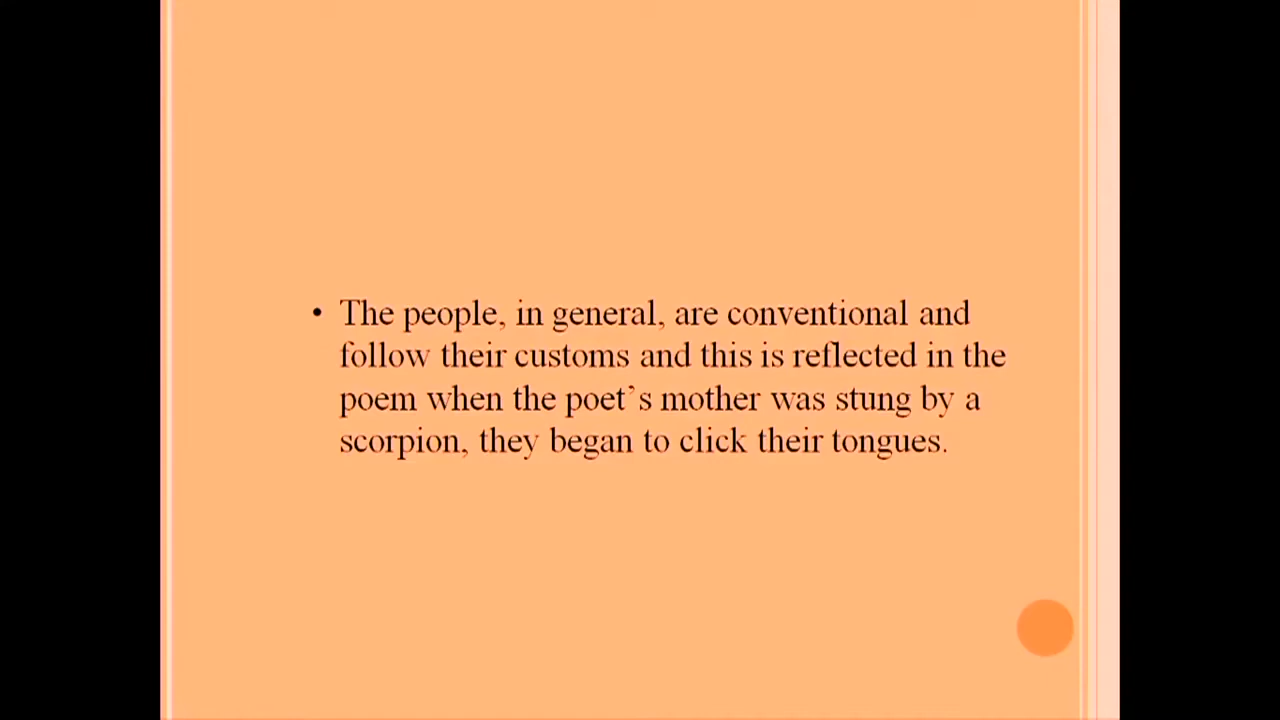 • The people, in general, are conventional and
follow their customs and this is reflected in the
poem when the poet’s mother was stung by a
scorpion, they began to click their tongues.